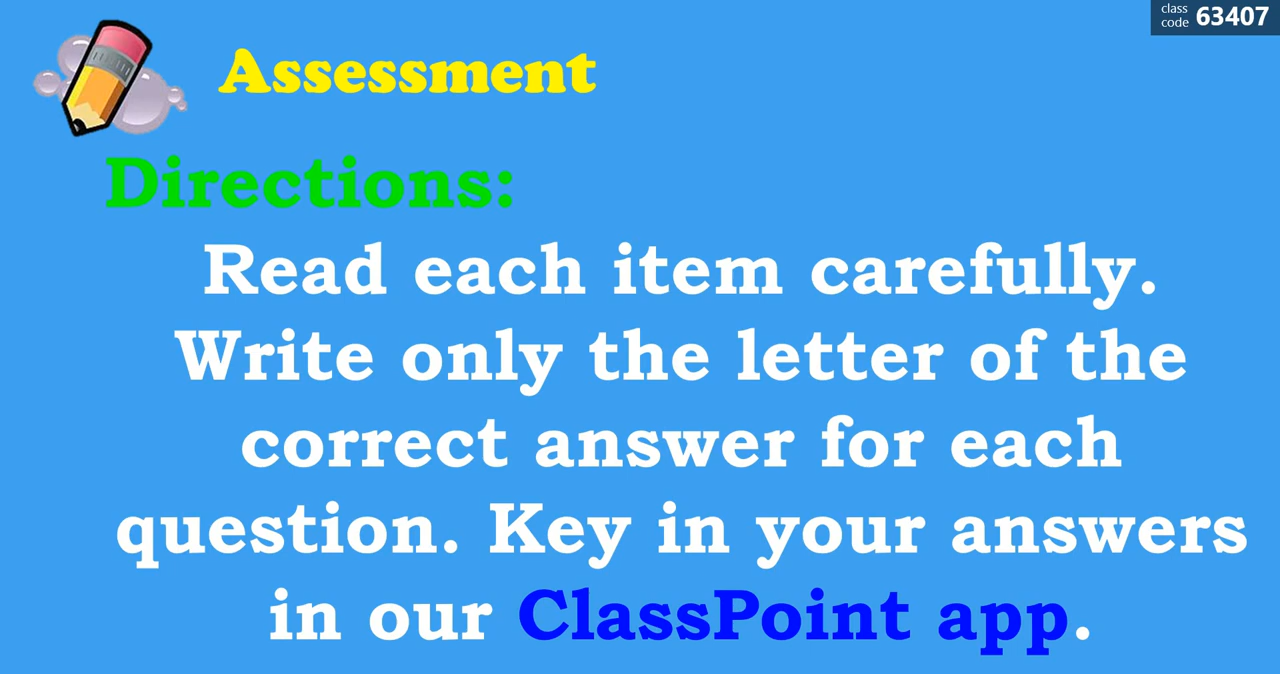 class
code 63407
Assessment
Directions:
Read each item carefully.
Write only the letter of the
correct answer for each
question. Key in your answers
in our ClassPoint app.